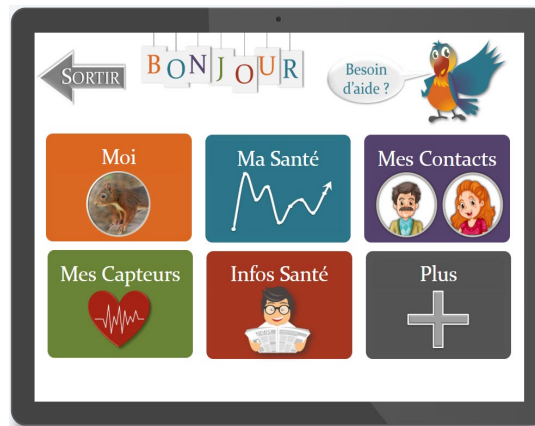 SORTIR
BONJOUR
Besoin
d'aide ?
Moi
Ma Santé
Mes Contacts
Mes Capteurs
Infos Santé
Plus